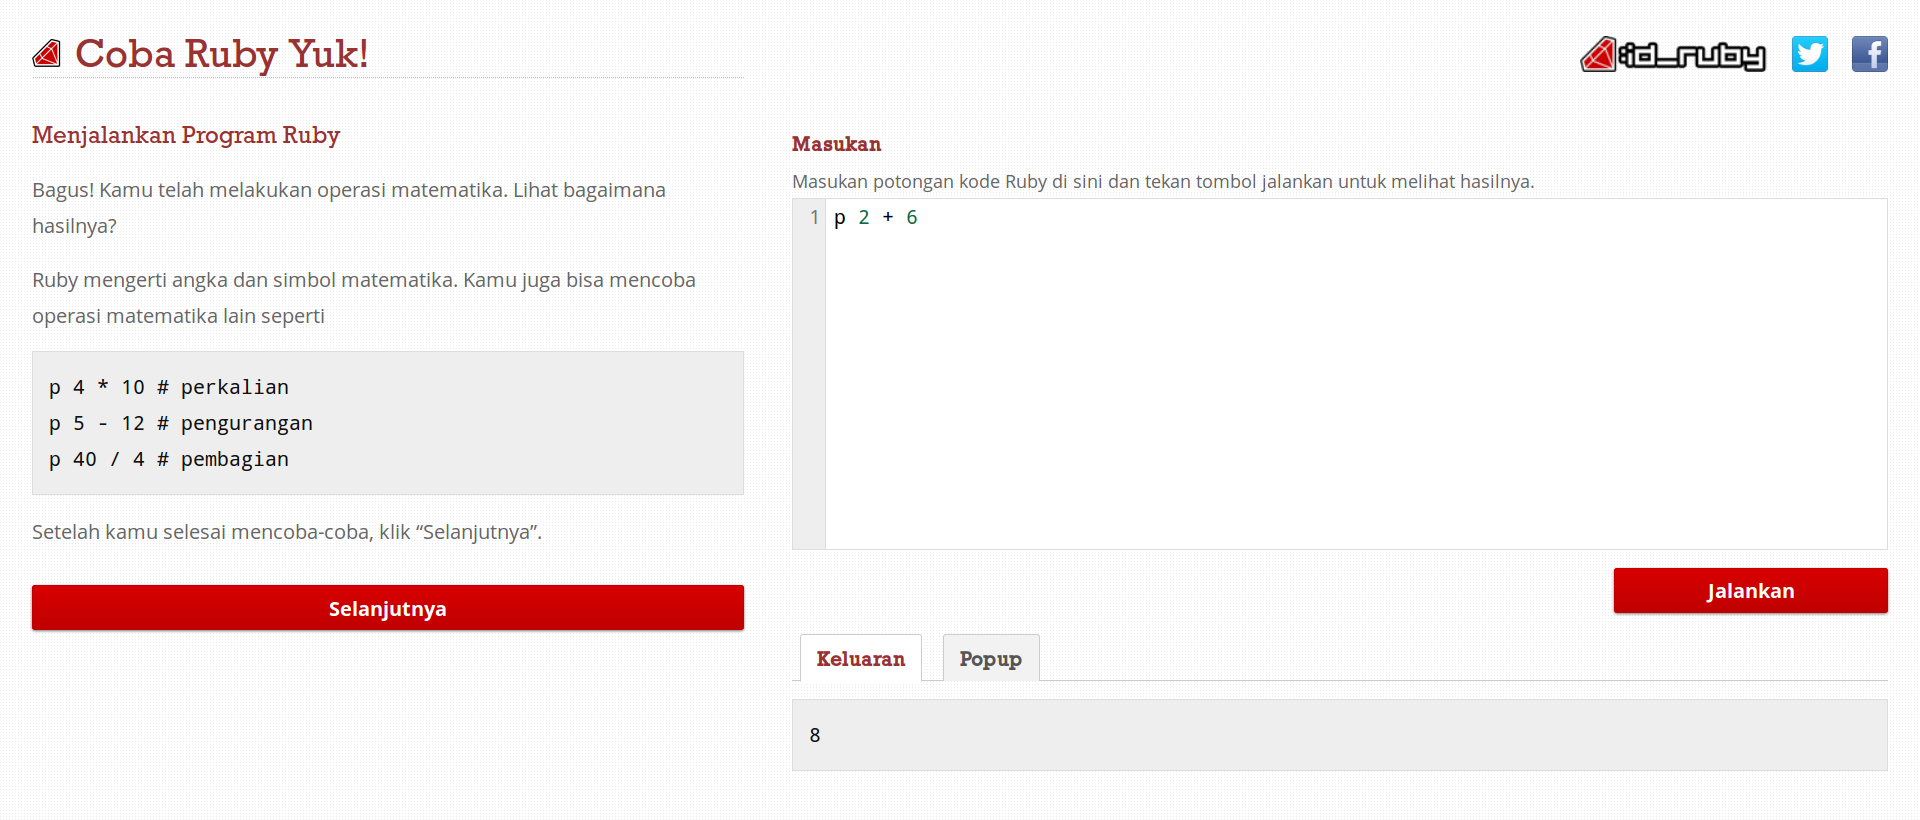 Coba Ruby Yuk!
:id_ruby
Menjalankan Program Ruby
Bagus! Kamu telah melakukan operasi matematika. Lihat bagaimana
hasilnya?
Ruby mengerti angka dan simbol matematika. Kamu juga bisa mencoba
operasi matematika lain seperti
p 4 * 10 # perkalian
p 5 - 12 # pengurangan
p 40 / 4 # pembagian
Setelah kamu selesai mencoba-coba, klik “Selanjutnya”.
Selanjutnya
Masukan
Masukan potongan kode Ruby di sini dan tekan tombol jalankan untuk melihat hasilnya.
1 p 2 + 6
Jalankan
Keluaran Popup
8